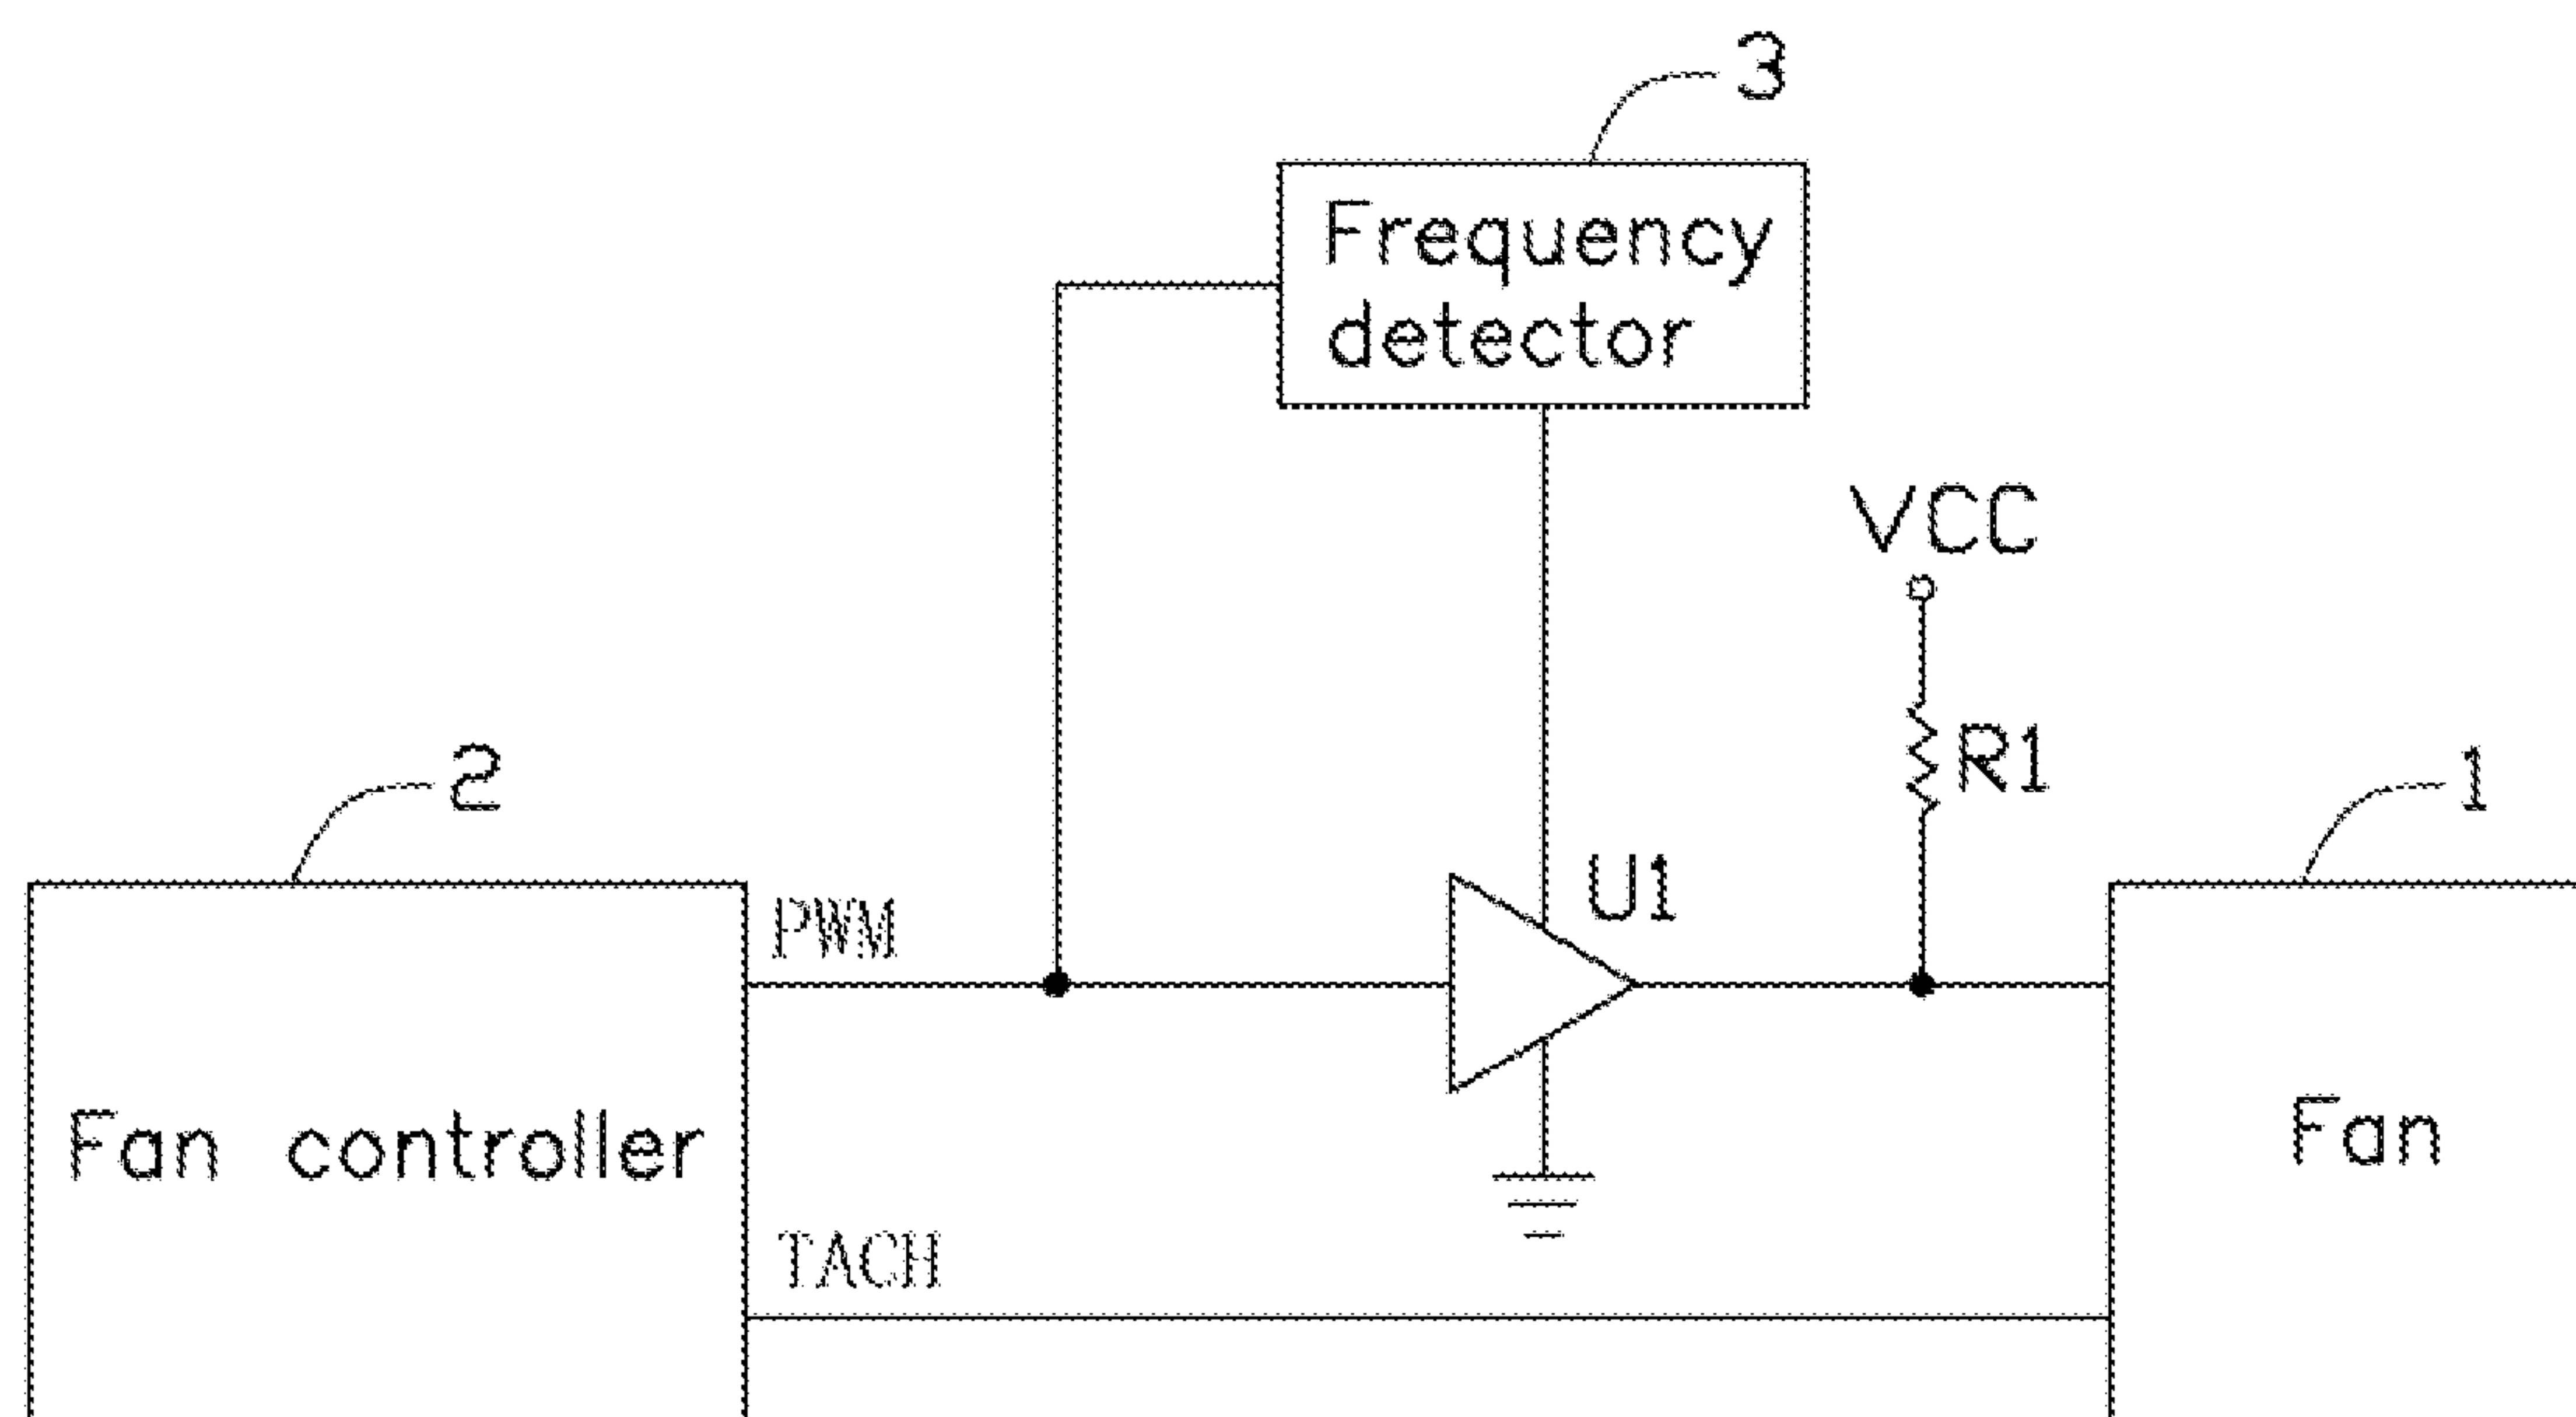 3
Frequency
detector
VCC
R1
2
1
U1
PWM
Fan controller
Fan
TACH